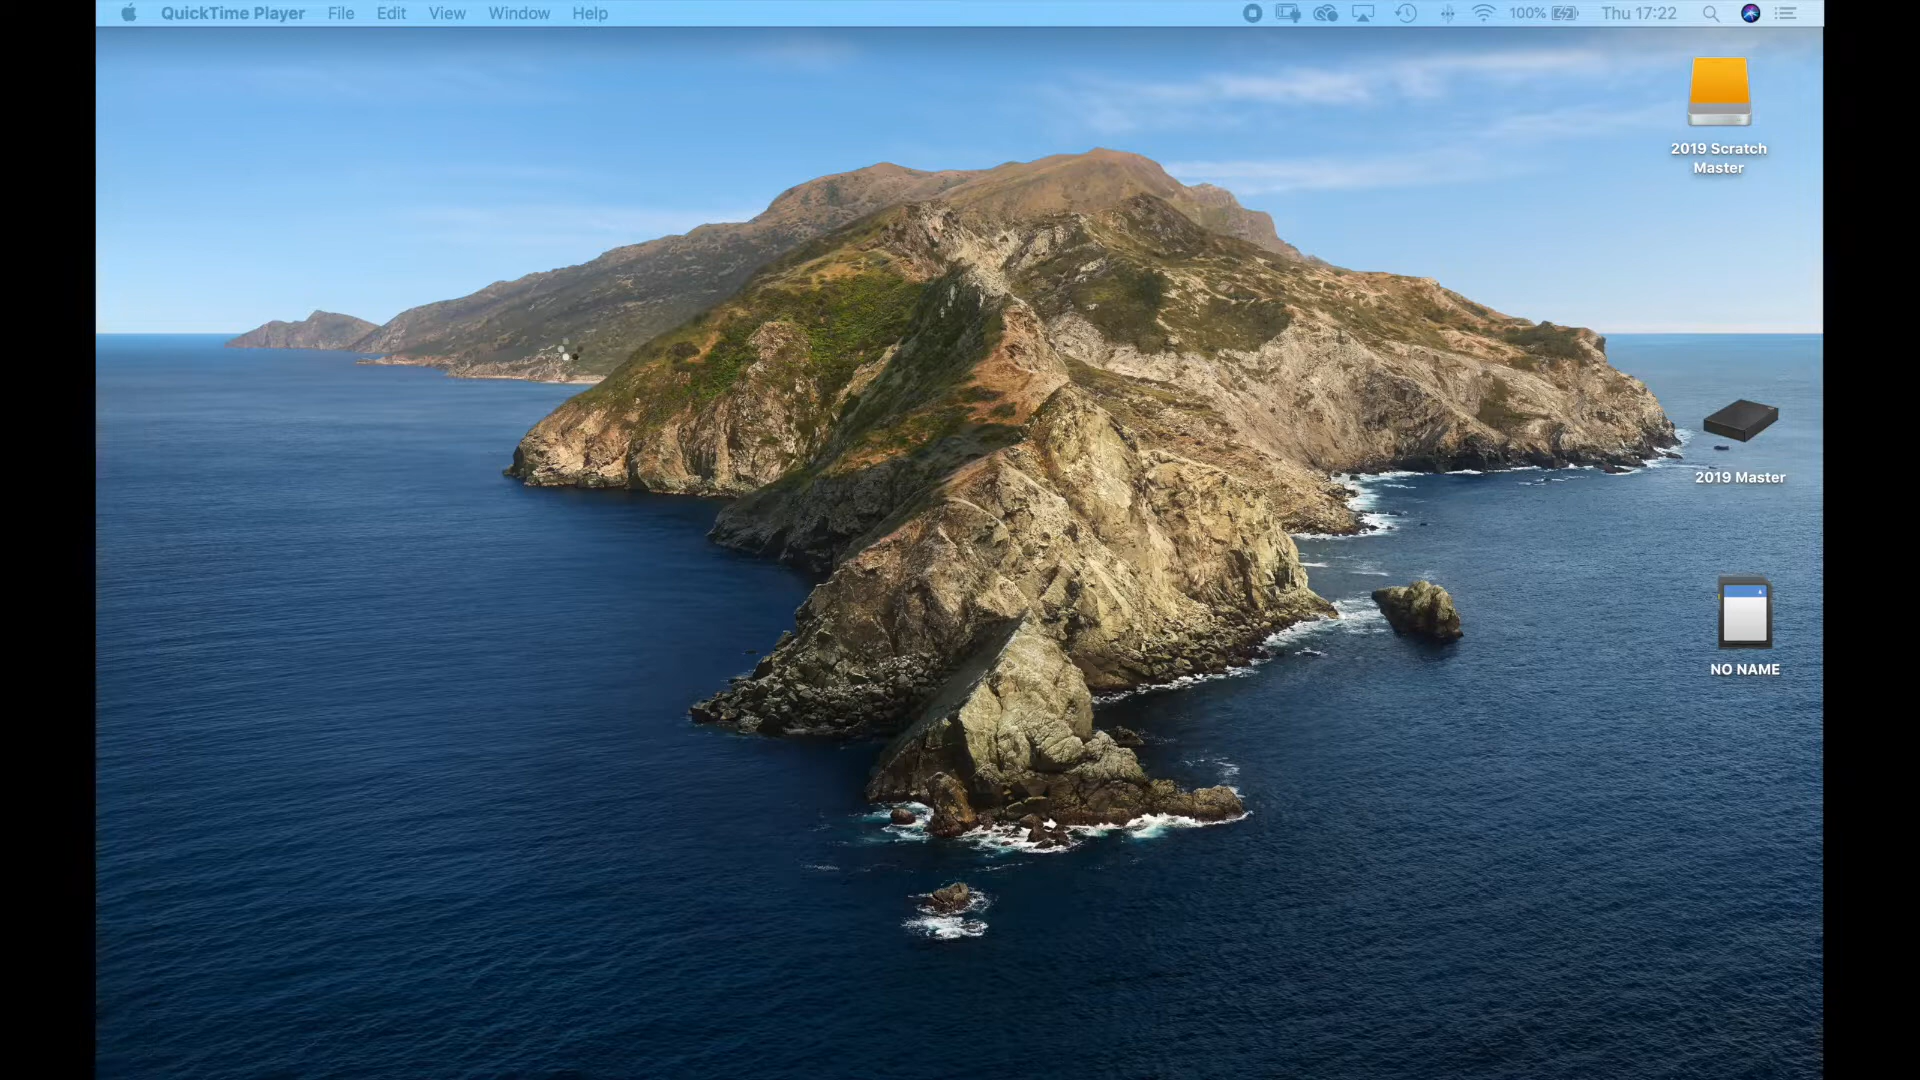 QuickTime Player File Edit View Window Help 100% Thu 17:22
2019 Scratch
Master
2019 Master
NO NAME